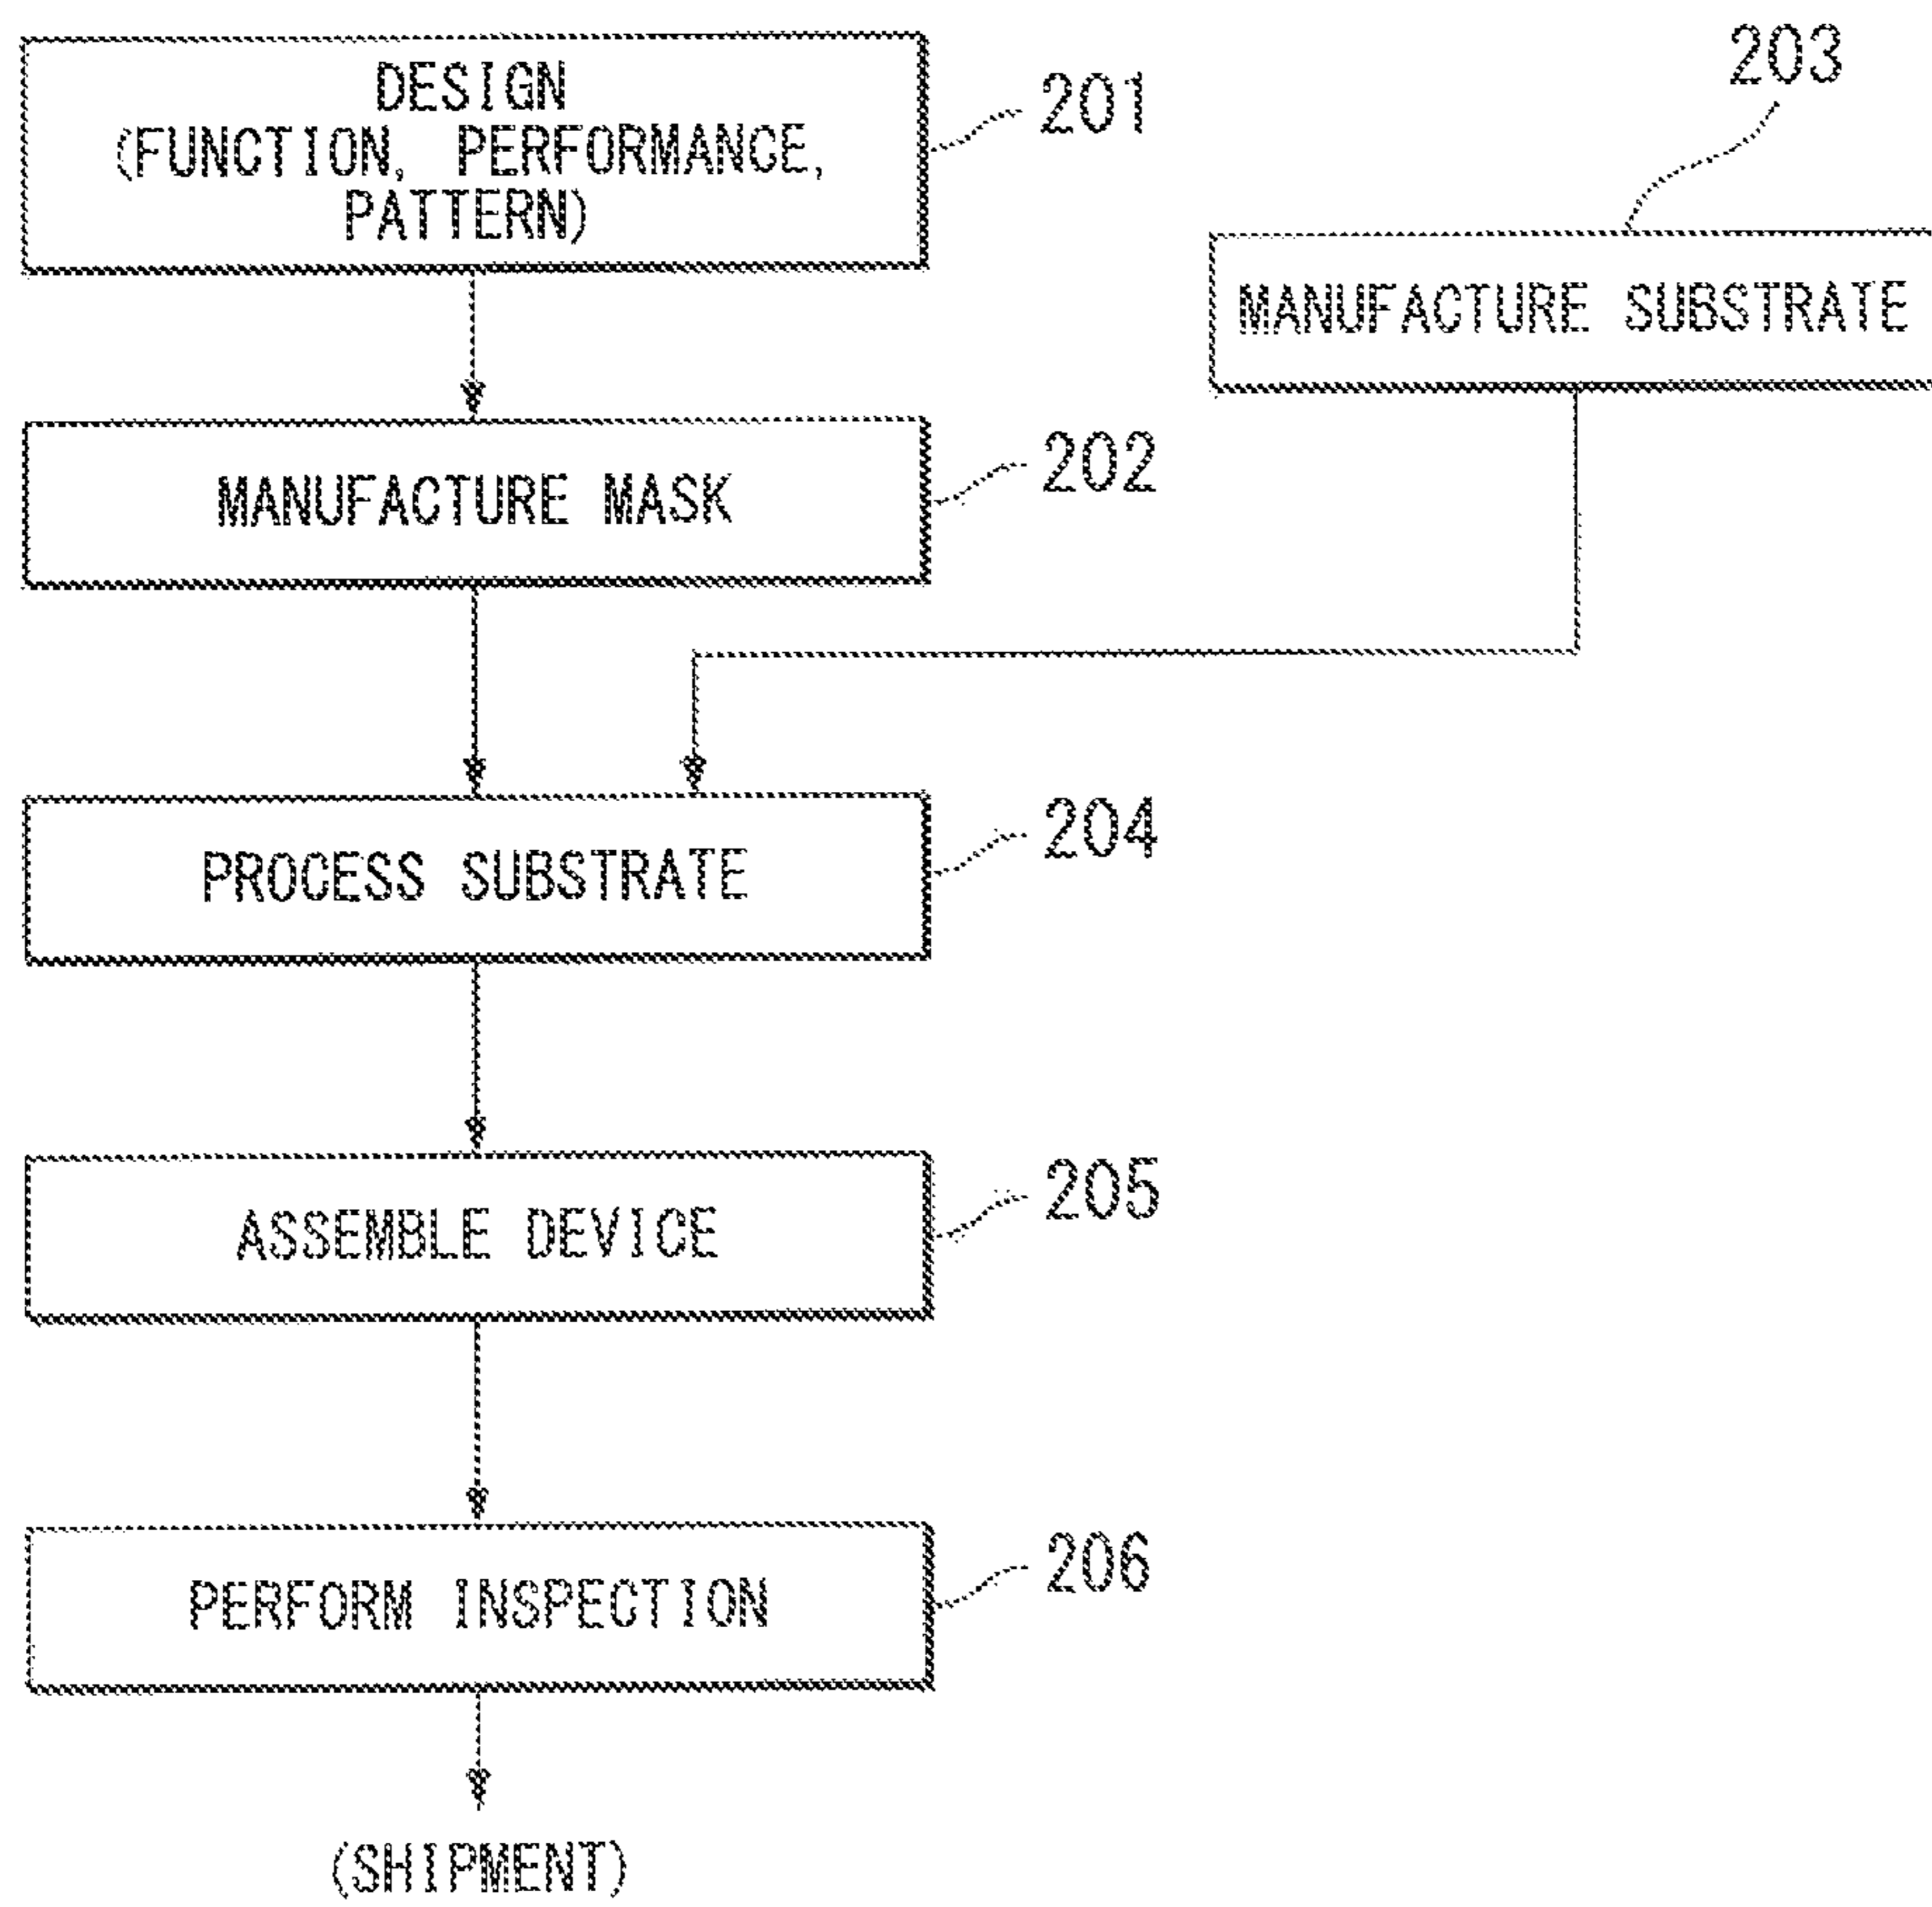 DESIGN
(FUNCTION, PERFORMANCE,
PATTERN)
201
203
MANUFACTURE SUBSTRATE
MANUFACTURE MASK
202
PROCESS SUBSTRATE
204
ASSEMBLE DEVICE
205
PERFORM INSPECTION
206
(SHIPMENT)